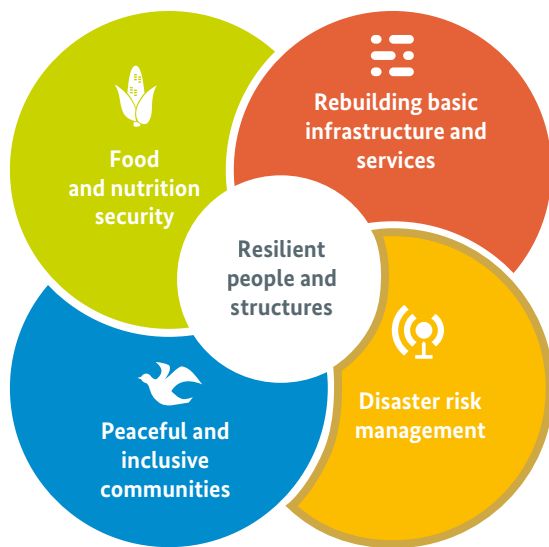 Food
and nutrition
security
Rebuilding basic
infrastructure and
services
Resilient
people and
structures
Peaceful and
inclusive
communities
Disaster risk
management